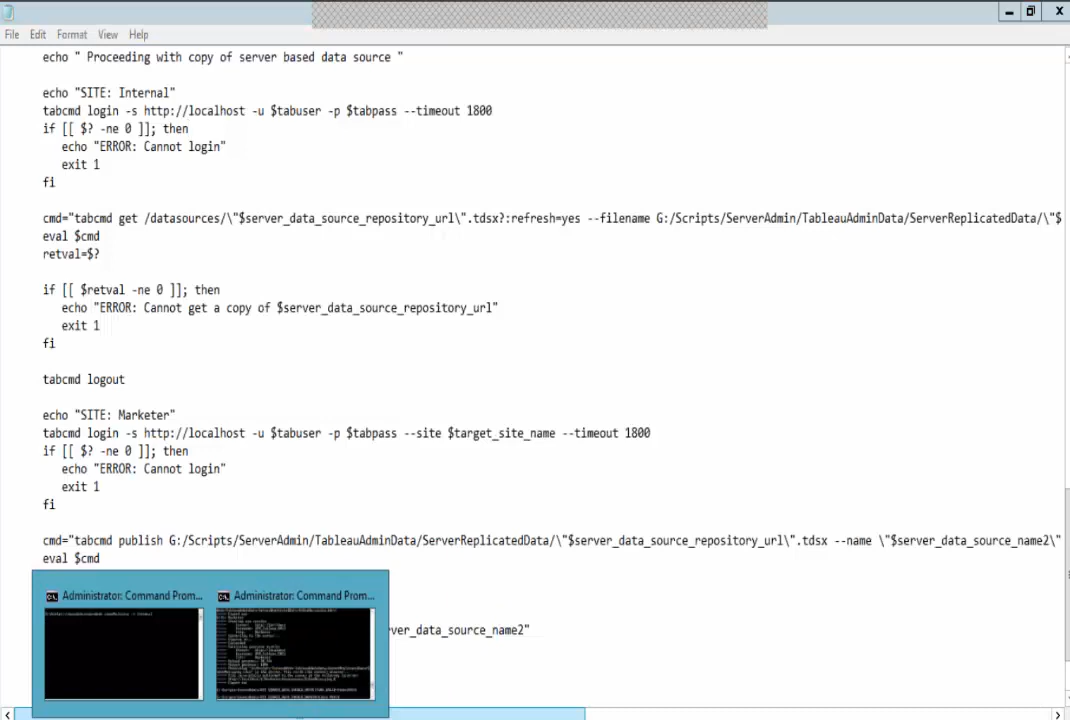 File Edit Format View Help
echo " Proceeding with copy of server based data source "
echo "SITE: Internal"
tabcmd login -s http://localhost -u $tabuser -p $tabpass --timeout 1800
if [[ $? -ne 0 ]]; then
echo "ERROR: Cannot login"
exit 1
fi
cmd="tabcmd get /datasources/\"$server_data_source_repository_url\".tdsx?:refresh=yes --filename G:/Scripts/ServerAdmin/TableauAdminData/ServerReplicatedData/\"$
eval $cmd
retval=$?
if [[ $retval -ne 0 ]]; then
echo "ERROR: Cannot get a copy of $server_data_source_repository_url"
exit 1
fi
tabcmd logout
echo "SITE: Marketer"
tabcmd login -s http://localhost -u $tabuser -p $tabpass --site $target_site_name --timeout 1800
if [[ $? -ne 0 ]]; then
echo "ERROR: Cannot login"
exit 1
fi
cmd="tabcmd publish G:/Scripts/ServerAdmin/TableauAdminData/ServerReplicatedData/\"$server_data_source_repository_url\".tdsx --name \"$server_data_source_name2\"
eval $cmd
Administrator: Command Prom... Administrator: Command Prom...
ver_data_source_name2"